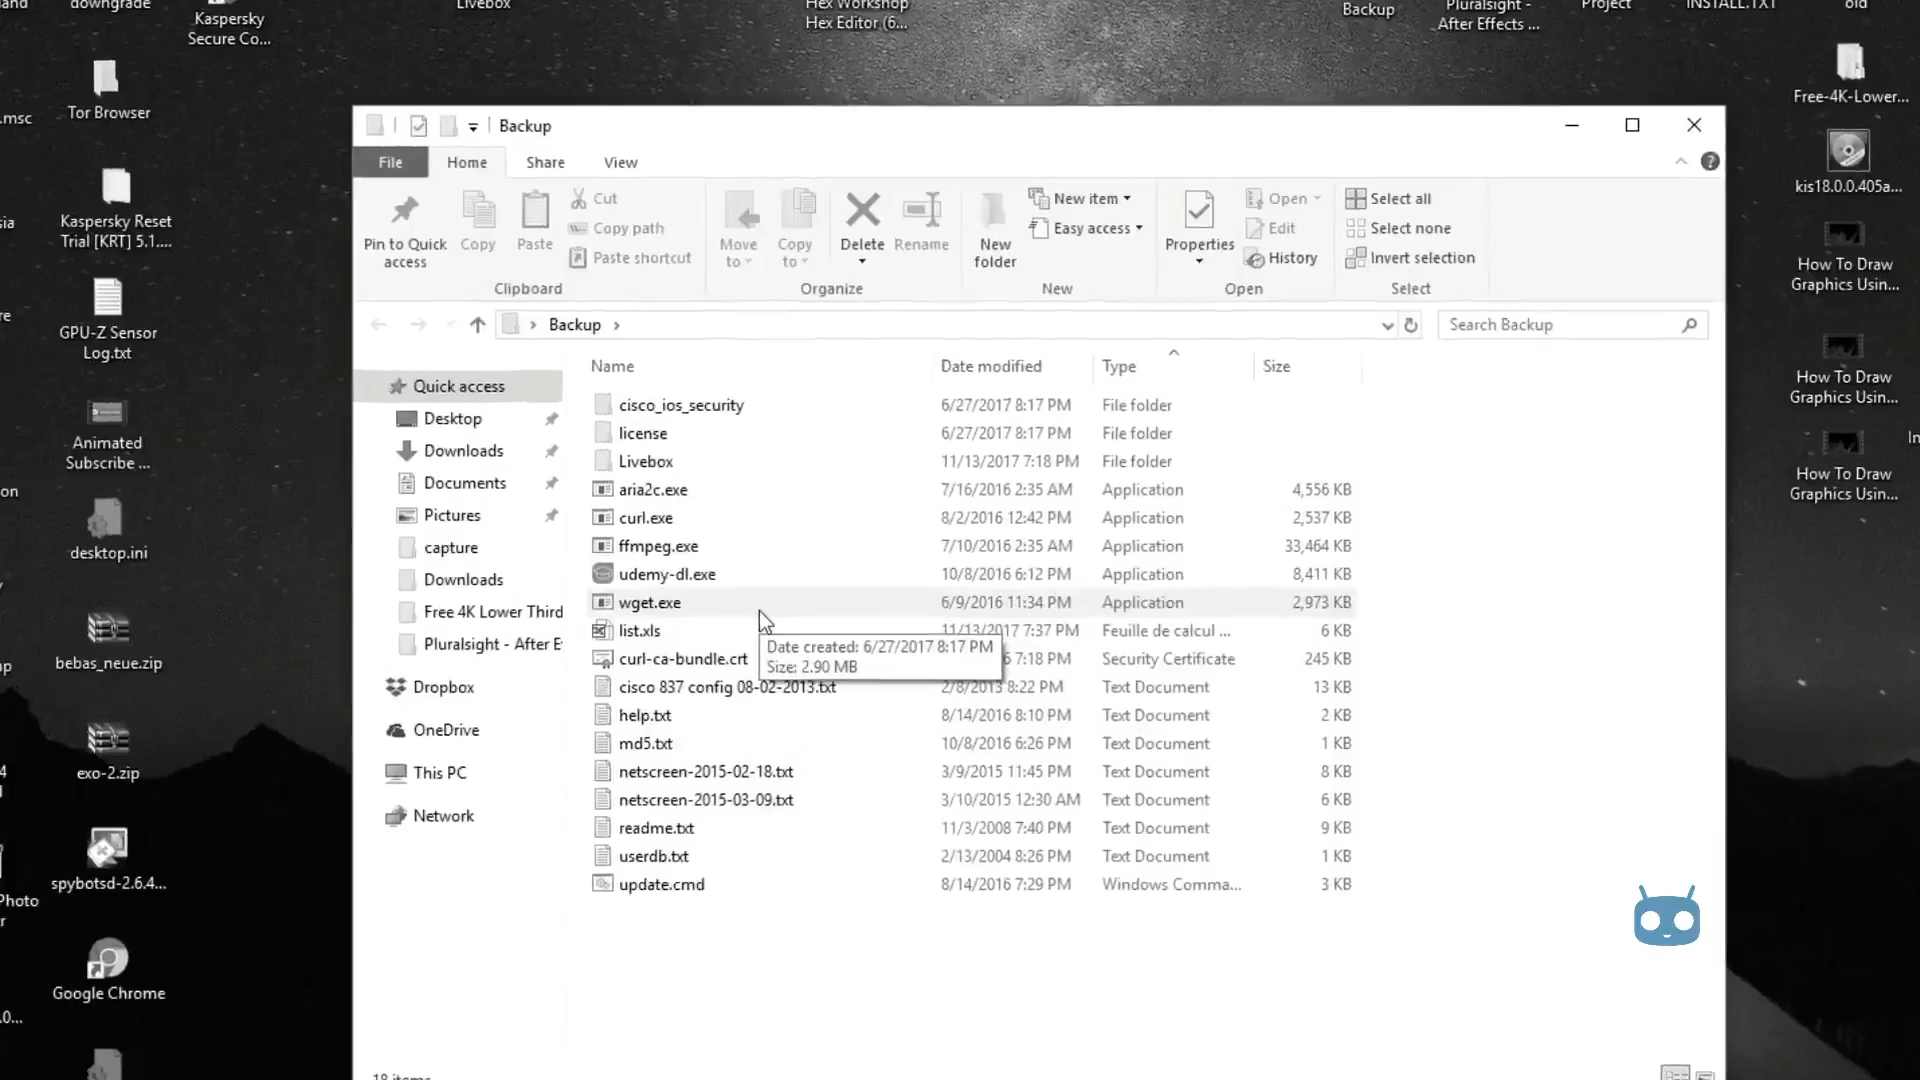 downgrade
Kaspersky
Secure Co...
Livebox
Hex Workshop
Hex Editor (6...
Backup
Pluralsight -
After Effects ...
Project
INSTALL.TXT
old
Tor Browser
.msc
Free-4K-Lower...
kis18.0.0.405a...
Kaspersky Reset
Trial [KRT] 5.1....
GPU-Z Sensor
Log.txt
Animated
Subscribe ...
desktop.ini
bebas_neue.zip
exo-2.zip
spybotsd-2.6.4...
Photo
Google Chrome
How To Draw
Graphics Usin...
How To Draw
Graphics Usin...
How To Draw
Graphics Usin...
Backup
File Home Share View
Pin to Quick
access
Copy
Paste
Cut
Copy path
Paste shortcut
Clipboard
Move
to
Copy
to
Delete
Rename
Organize
New
folder
New item
Easy access
New
Properties
Open
Edit
History
Open
Select all
Select none
Invert selection
Select
Backup
Search Backup
Quick access
Desktop
Downloads
Documents
Pictures
capture
Downloads
Free 4K Lower Third
Pluralsight - After E
Dropbox
OneDrive
This PC
Network
Name Date modified Type Size
cisco_ios_security 6/27/2017 8:17 PM File folder
license 6/27/2017 8:17 PM File folder
Livebox 11/13/2017 7:18 PM File folder
aria2c.exe 7/16/2016 2:35 AM Application 4,556 KB
curl.exe 8/2/2016 12:42 PM Application 2,537 KB
ffmpeg.exe 7/10/2016 2:35 AM Application 33,464 KB
udemy-dl.exe 10/8/2016 6:12 PM Application 8,411 KB
wget.exe 6/9/2016 11:34 PM Application 2,973 KB
list.xls 11/13/2017 7:37 PM Feuille de calcul ... 6 KB
Date created: 6/27/2017 8:17 PM
Size: 2.90 MB
curl-ca-bundle.crt 7:18 PM Security Certificate 245 KB
cisco 837 config 08-02-2013.txt 2/8/2013 8:22 PM Text Document 13 KB
help.txt 8/14/2016 8:10 PM Text Document 2 KB
md5.txt 10/8/2016 6:26 PM Text Document 1 KB
netscreen-2015-02-18.txt 3/9/2015 11:45 PM Text Document 8 KB
netscreen-2015-03-09.txt 3/10/2015 12:30 AM Text Document 6 KB
readme.txt 11/3/2008 7:40 PM Text Document 9 KB
userdb.txt 2/13/2004 8:26 PM Text Document 1 KB
update.cmd 8/14/2016 7:29 PM Windows Comma... 3 KB
18 items